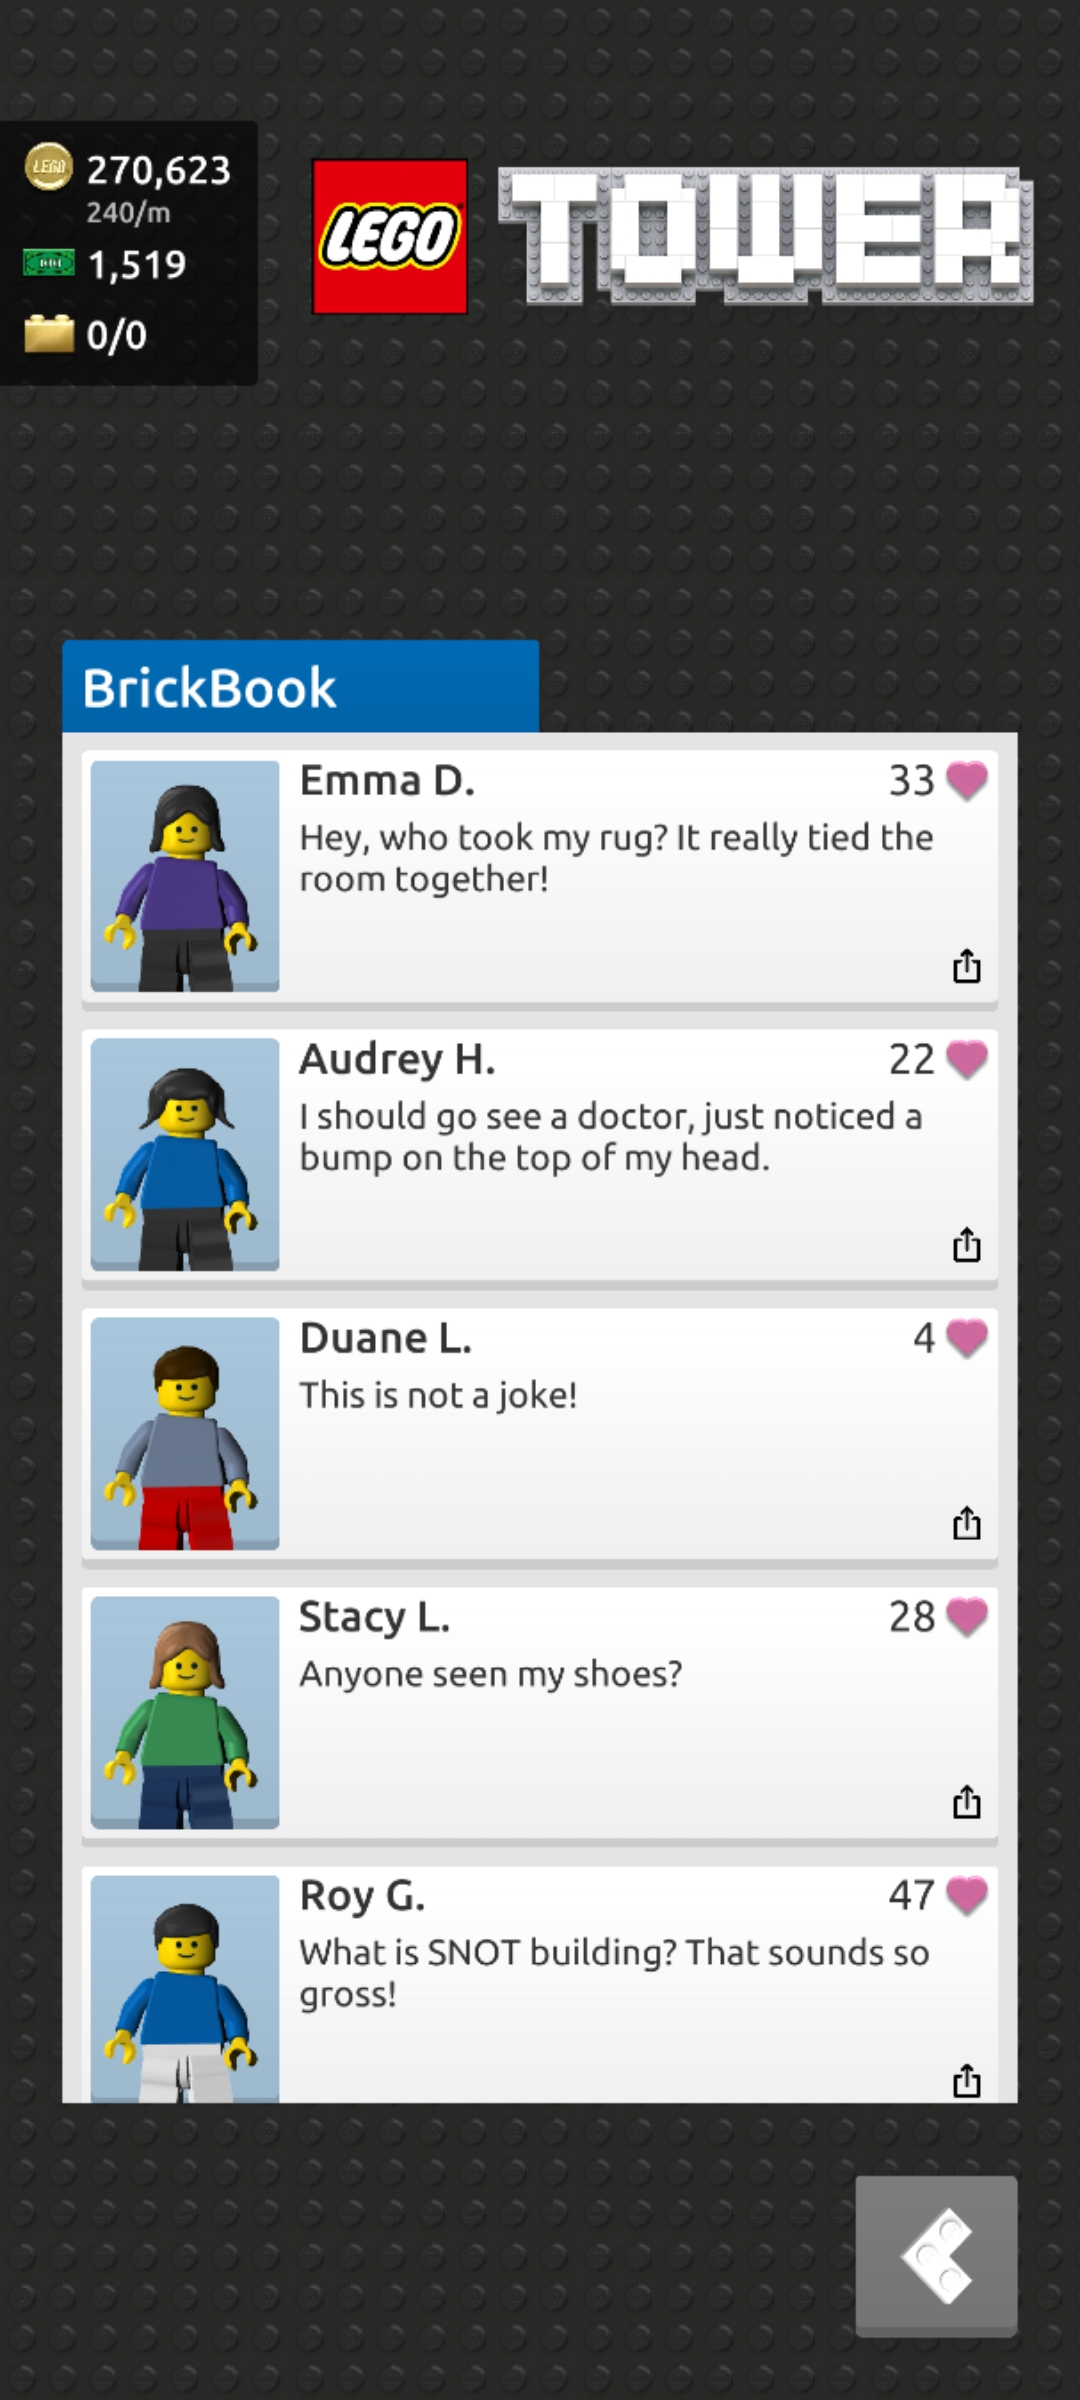 LEGO
270,623
240/m
1,519
0/0
LEGO TOWER
BrickBook
Emma D. 33
Hey, who took my rug? It really tied the
room together!
Audrey H. 22
I should go see a doctor, just noticed a
bump on the top of my head.
Duane L. 4
This is not a joke!
Stacy L. 28
Anyone seen my shoes?
Roy G. 47
What is SNOT building? That sounds so
gross!